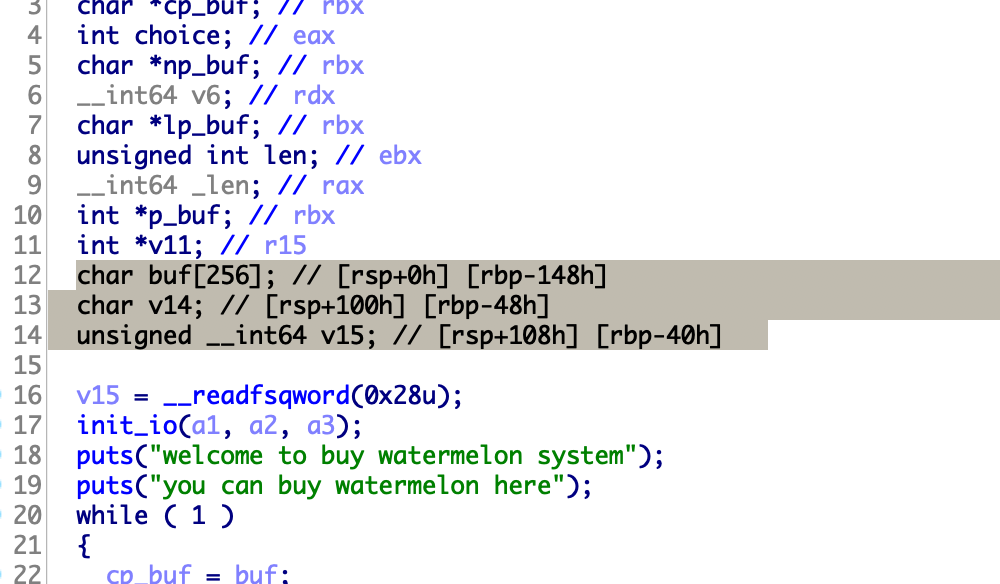 3 char *cp_buf; // rbx
4 int choice; // eax
5 char *np_buf; // rbx
6 __int64 v6; // rdx
7 char *lp_buf; // rbx
8 unsigned int len; // ebx
9 __int64 _len; // rax
10 int *p_buf; // rbx
11 int *v11; // r15
12 char buf[256]; // [rsp+0h] [rbp-148h]
13 char v14; // [rsp+100h] [rbp-48h]
14 unsigned __int64 v15; // [rsp+108h] [rbp-40h]
15
16 v15 = __readfsqword(0x28u);
17 init_io(a1, a2, a3);
18 puts("welcome to buy watermelon system");
19 puts("you can buy watermelon here");
20 while ( 1 )
21 {
22 cp_buf = buf;